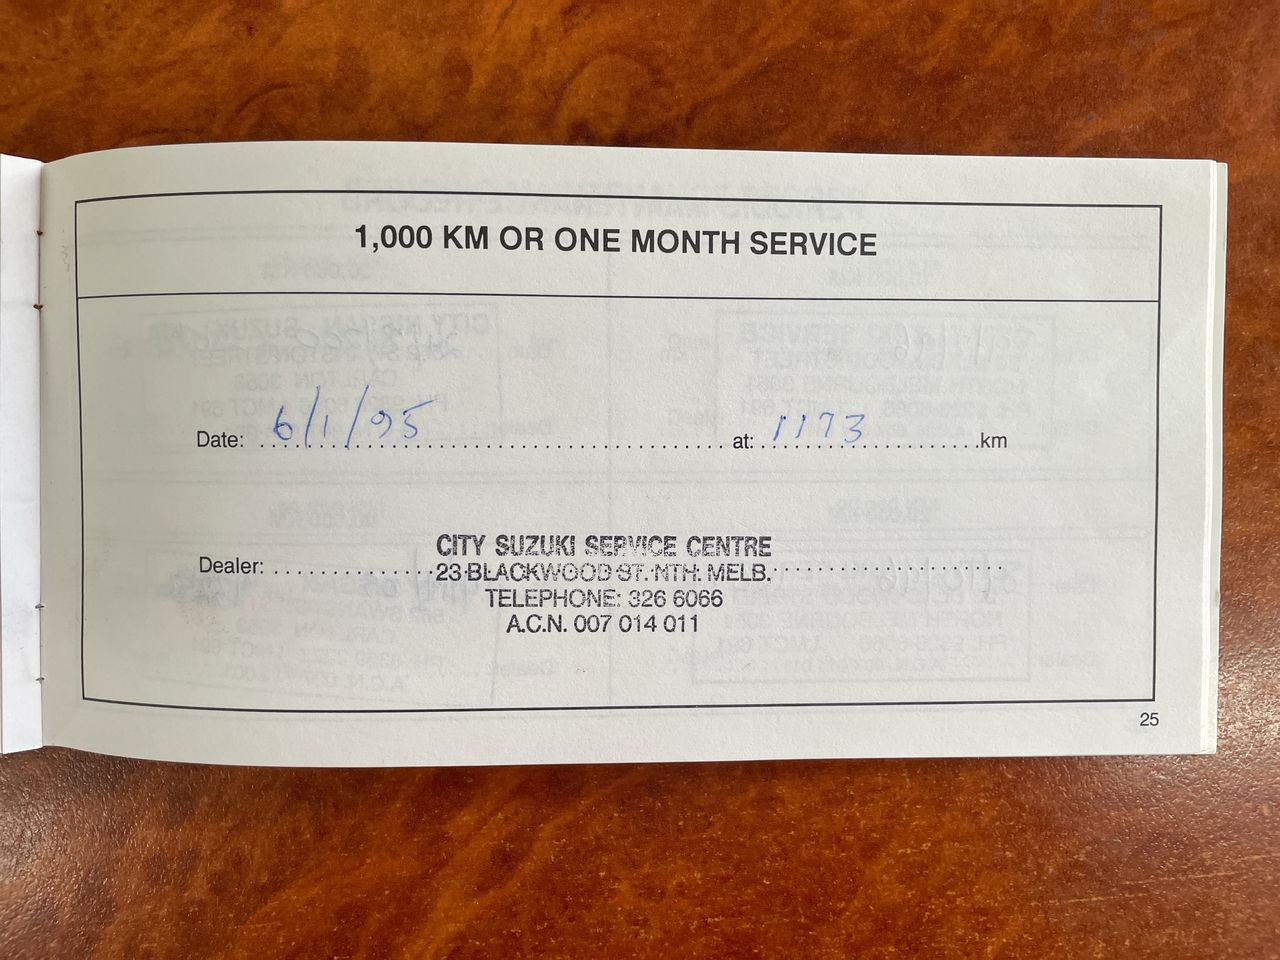 1,000 KM OR ONE MONTH SERVICE
Date: 6/1/95 at: 1173 km
Dealer: CITY SUZUKI SERVICE CENTRE
23 BLACKWOOD ST. NTH. MELB.
TELEPHONE: 326 6066
A.C.N. 007 014 011
25